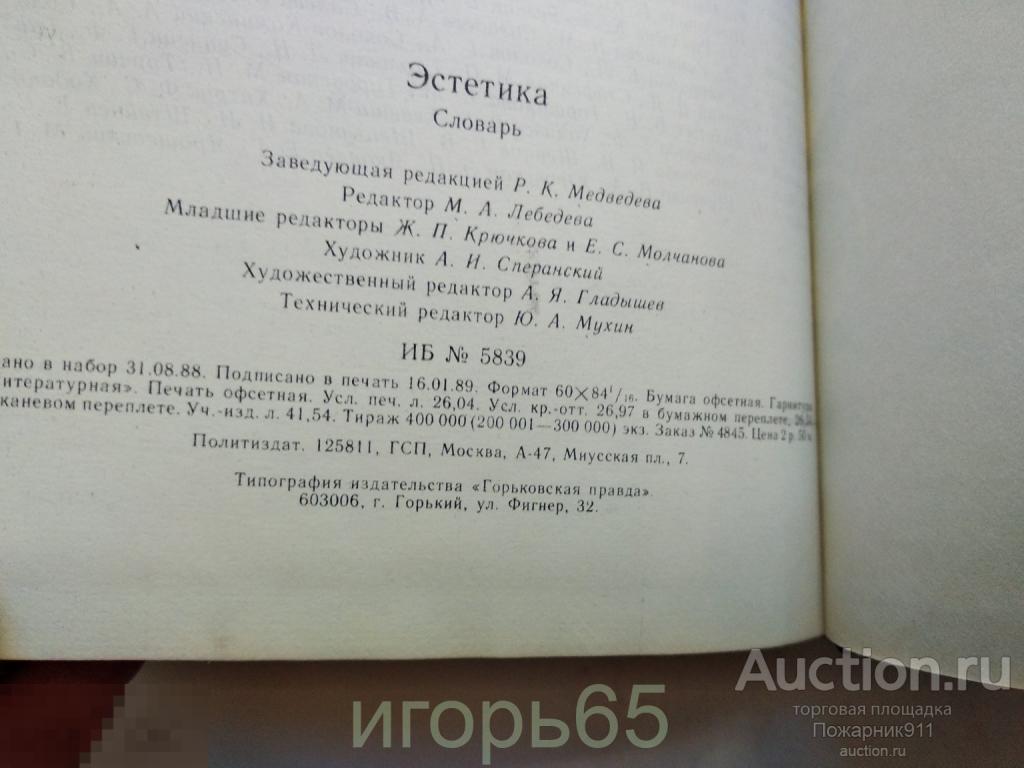 Эстетика
Словарь
Заведующая редакцией Р. К. Медведева
Редактор М. А. Лебедева
Младшие редакторы Ж. П. Крючкова и Е. С. Молчанова
Художник А. И. Сперанский
Художественный редактор А. Я. Гладышев
Технический редактор Ю. А. Мухин
ИБ № 5839
ано в набор 31.08.88. Подписано в печать 16.01.89. Формат 60×84¹/₁₆. Бумага офсетная. Гарнитура
итературная». Печать офсетная. Усл. печ. л. 26,04. Усл. кр.-отт. 26,97 в бумажном переплете,
каневом переплете. Уч.-изд. л. 41,54. Тираж 400 000 (200 001—300 000) экз. Заказ № 4845. Цена 2 р. 50 к
Политиздат. 125811, ГСП, Москва, А-47, Миусская пл., 7.
Типография издательства «Горьковская правда».
603006, г. Горький, ул. Фигнер, 32.
Auction.ru
торговая площадка
Пожарник911
auction.ru
игорь65